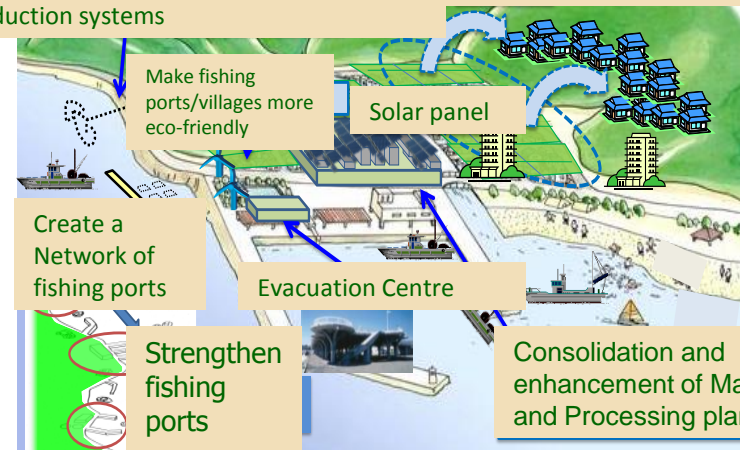 duction systems
Make fishing
ports/villages more
eco-friendly
Solar panel
Create a
Network of
fishing ports
Evacuation Centre
Strengthen
fishing
ports
Consolidation and
enhancement of Ma
and Processing plan